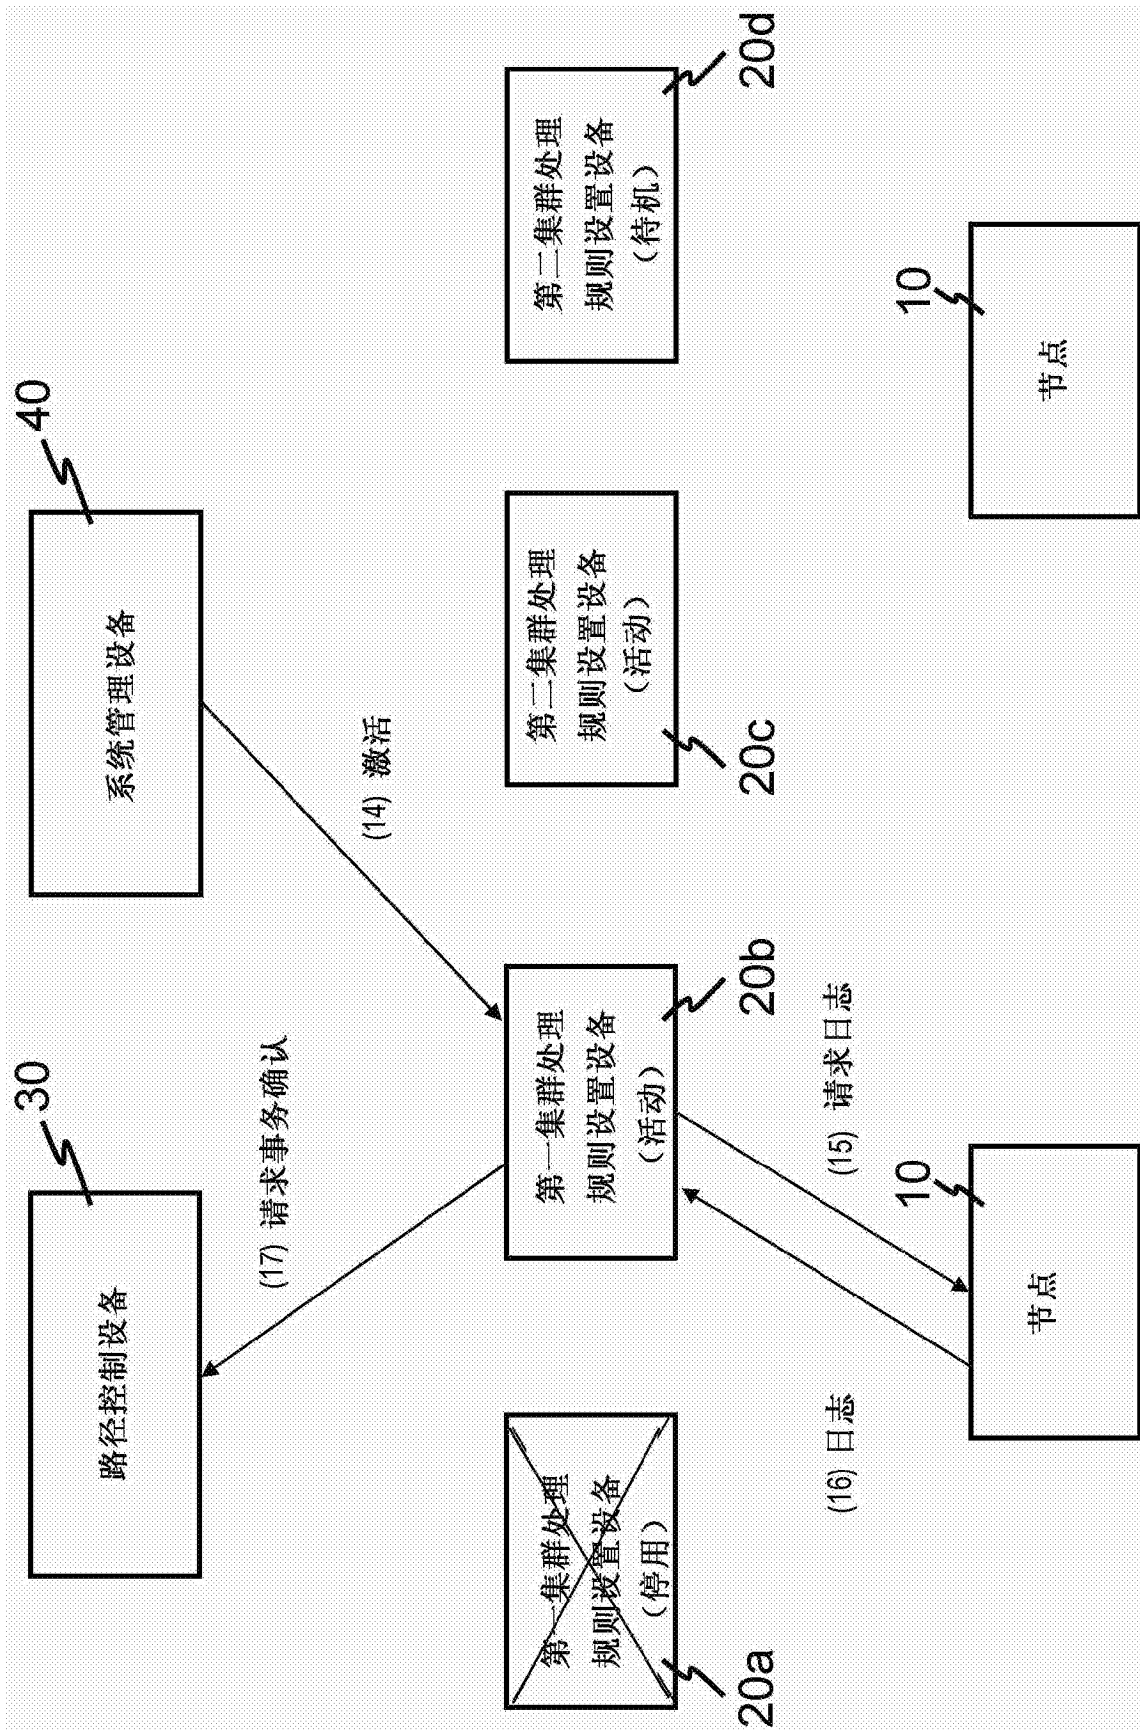 30
路径控制设备
40
系统管理设备
(17) 请求事务确认
(14) 激活
第一集群处理
规则设置设备
（停用）
20a
第一集群处理
规则设置设备
（活动）
20b
第二集群处理
规则设置设备
（活动）
20c
第二集群处理
规则设置设备
（待机）
20d
(16) 日志
(15) 请求日志
10
节点
10
节点